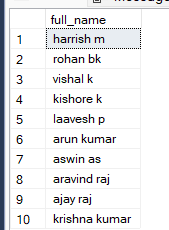 full_name
1 harrish m
2 rohan bk
3 vishal k
4 kishore k
5 laavesh p
6 arun kumar
7 aswin as
8 aravind raj
9 ajay raj
10 krishna kumar